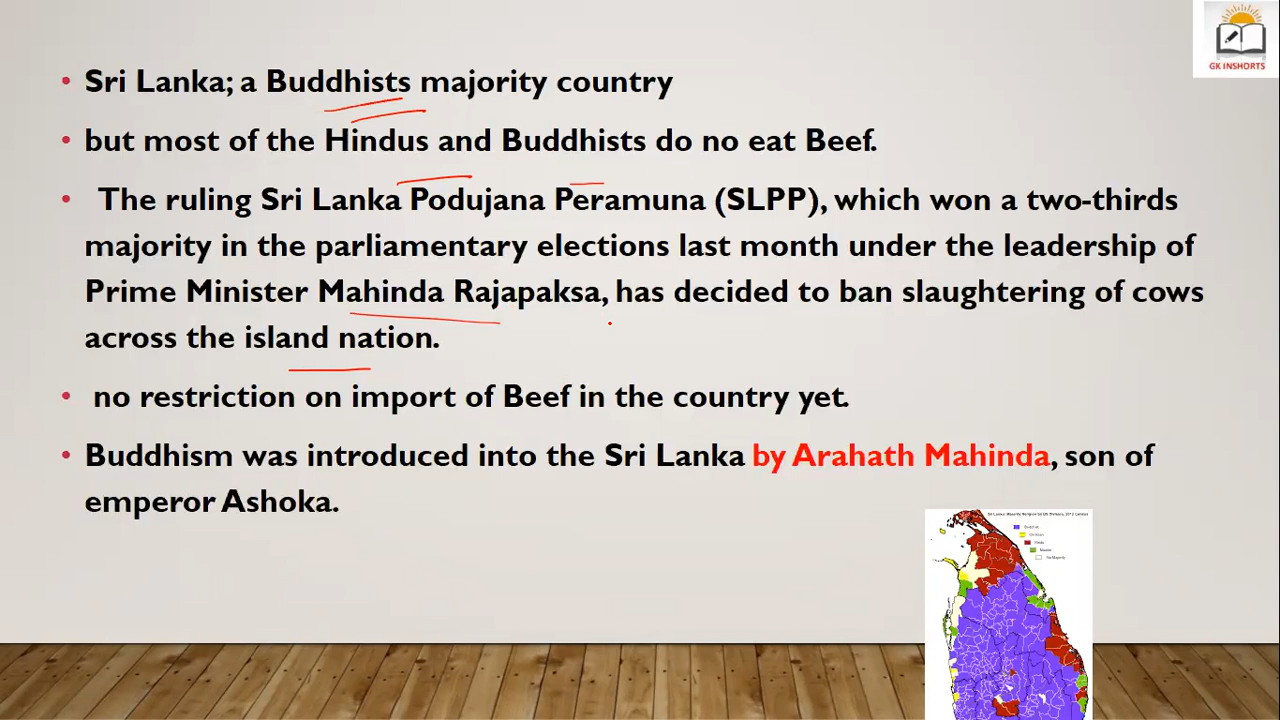 GK INSHORTS
• Sri Lanka; a Buddhists majority country
• but most of the Hindus and Buddhists do no eat Beef.
• The ruling Sri Lanka Podujana Peramuna (SLPP), which won a two-thirds
majority in the parliamentary elections last month under the leadership of
Prime Minister Mahinda Rajapaksa, has decided to ban slaughtering of cows
across the island nation.
• no restriction on import of Beef in the country yet.
• Buddhism was introduced into the Sri Lanka by Arahath Mahinda, son of
emperor Ashoka.